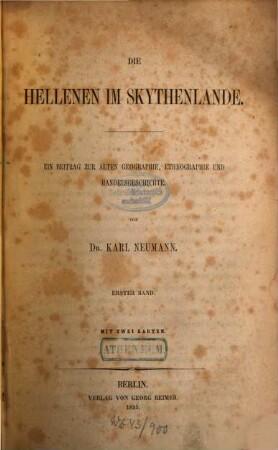 DIE
HELLENEN IM SKYTHENLANDE.
EIN BEITRAG ZUR ALTEN GEOGRAPHIE, ETHNOGRAPHIE UND
HANDELSGESCHICHTE
VON
DR. KARL NEUMANN.
ERSTER BAND.
MIT ZWEI KARTEN.
ATHENEUM
BERLIN.
VERLAG VON GEORG REIMER.
1855.